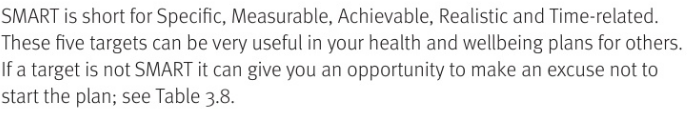 SMART is short for Specific, Measurable, Achievable, Realistic and Time-related.
These five targets can be very useful in your health and wellbeing plans for others.
If a target is not SMART it can give you an opportunity to make an excuse not to
start the plan; see Table 3.8.